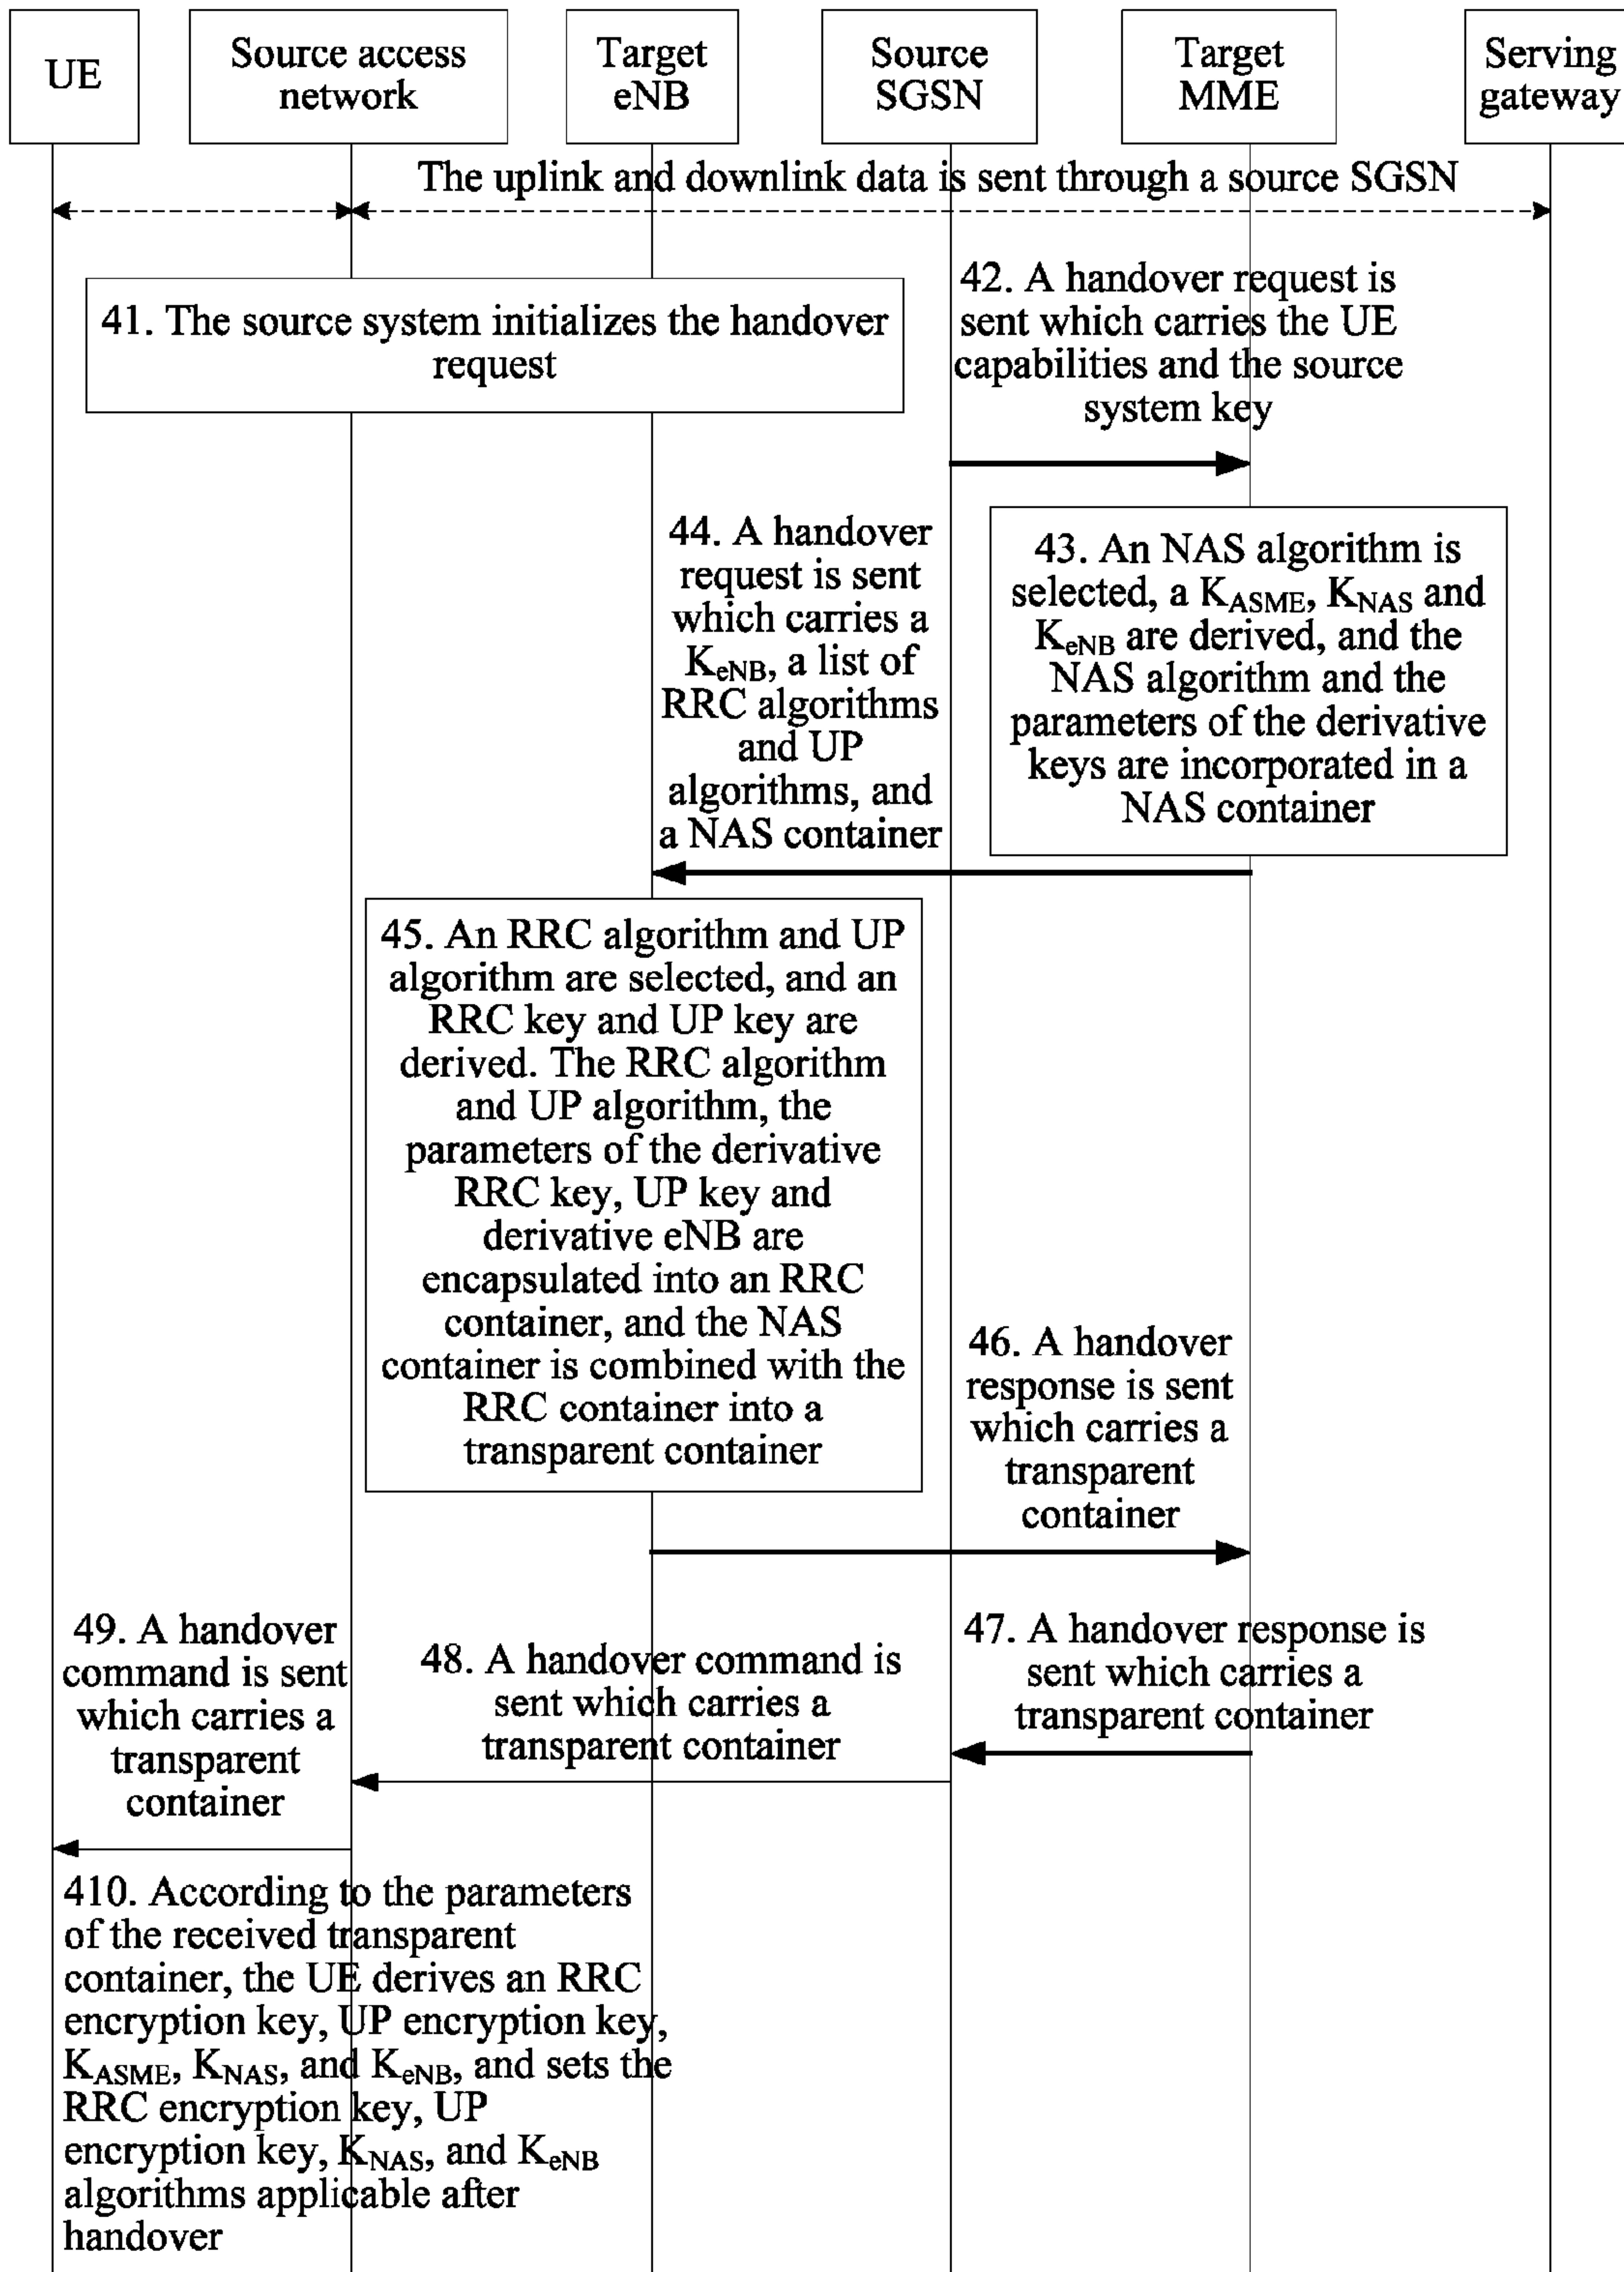 UE
Source access
network
Target
eNB
Source
SGSN
Target
MME
Serving
gateway
The uplink and downlink data is sent through a source SGSN
41. The source system initializes the handover
request
42. A handover request is
sent which carries the UE
capabilities and the source
system key
43. An NAS algorithm is
selected, a KASME, KNAS and
KeNB are derived, and the
NAS algorithm and the
parameters of the derivative
keys are incorporated in a
NAS container
44. A handover
request is sent
which carries a
KeNB, a list of
RRC algorithms
and UP
algorithms, and
a NAS container
45. An RRC algorithm and UP
algorithm are selected, and an
RRC key and UP key are
derived. The RRC algorithm
and UP algorithm, the
parameters of the derivative
RRC key, UP key and
derivative eNB are
encapsulated into an RRC
container, and the NAS
container is combined with the
RRC container into a
transparent container
46. A handover
response is sent
which carries a
transparent
container
47. A handover response is
sent which carries a
transparent container
48. A handover command is
sent which carries a
transparent container
49. A handover
command is sent
which carries a
transparent
container
410. According to the parameters
of the received transparent
container, the UE derives an RRC
encryption key, UP encryption key,
KASME, KNAS, and KeNB, and sets the
RRC encryption key, UP
encryption key, KNAS, and KeNB
algorithms applicable after
handover